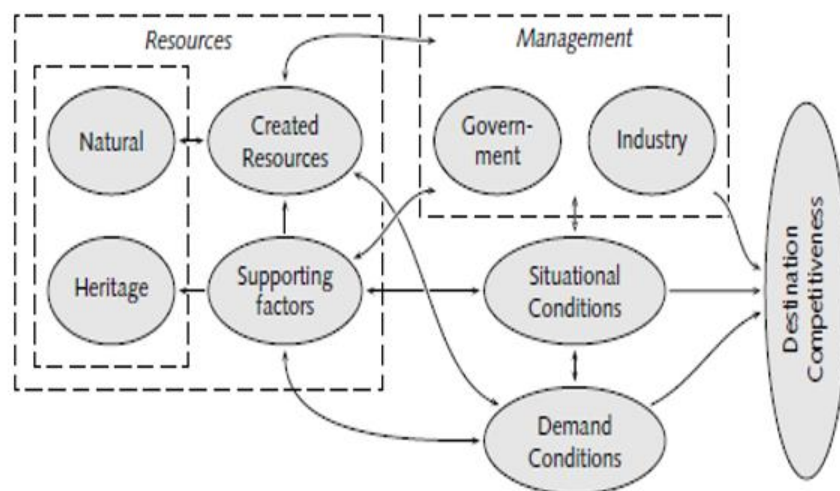 Resources
Management
Natural
Created
Resources
Govern-
ment
Industry
Heritage
Supporting
factors
Situational
Conditions
Demand
Conditions
Destination
Competitiveness